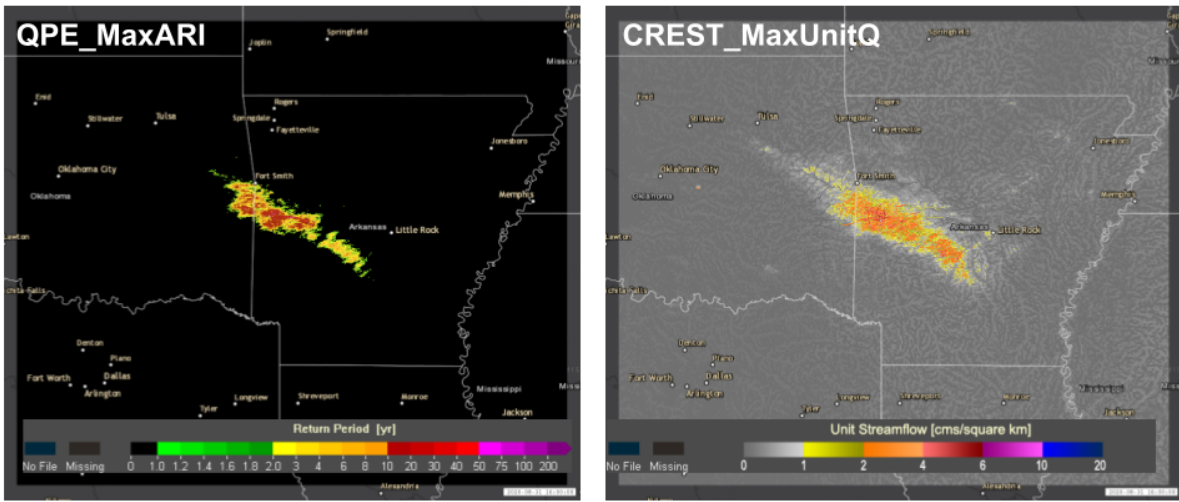 QPE_MaxARI
Springfield
Joplin
Missouri
Enid
Rogers
Stillwater
Tulsa
Springdale
Fayetteville
Jonesboro
Oklahoma City
Fort Smith
Oklahoma
Memphis
Arkansas
Little Rock
Lawton
Denton
Plano
Fort Worth
Dallas
Arlington
Mississippi
Longview
Shreveport
Monroe
Tyler
Jackson
Return Period [yr]
No File Missing 0 1.0 1.2 1.4 1.6 1.8 2.0 3 4 6 8 10 20 30 40 50 75 100 200
Alexandria
CREST_MaxUnitQ
Springfield
Joplin
Missouri
Enid
Rogers
Stillwater
Tulsa
Springdale
Fayetteville
Jonesboro
Oklahoma City
Fort Smith
Oklahoma
Memphis
Arkansas
Little Rock
Lawton
Denton
Plano
Fort Worth
Dallas
Arlington
Mississippi
Longview
Shreveport
Monroe
Tyler
Jackson
Unit Streamflow [cms/square km]
No File Missing 0 1 2 4 6 10 20
Alexandria